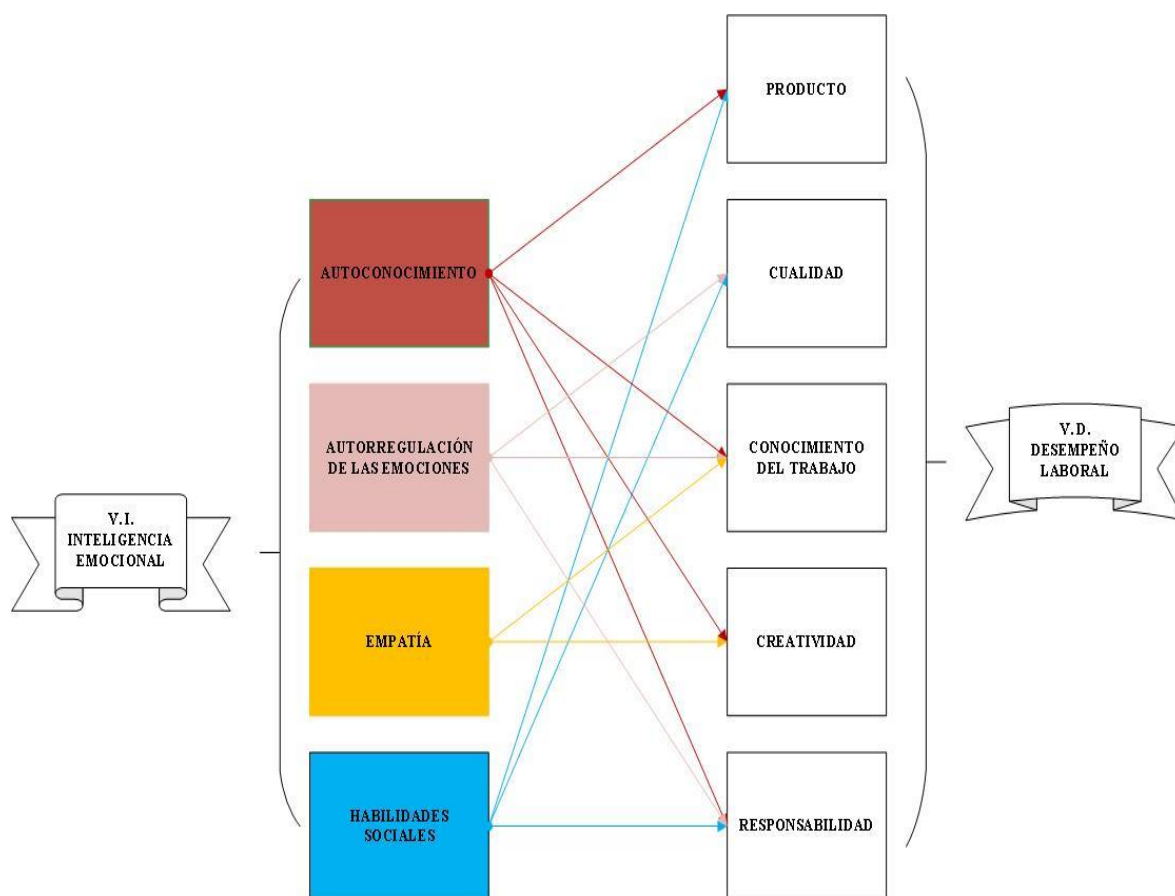 V.I.
INTELIGENCIA
EMOCIONAL
AUTOCONOCIMIENTO
AUTORREGULACIÓN
DE LAS EMOCIONES
EMPATÍA
HABILIDADES
SOCIALES
PRODUCTO
CUALIDAD
CONOCIMIENTO
DEL TRABAJO
CREATIVIDAD
RESPONSABILIDAD
V.D.
DESEMPEÑO
LABORAL